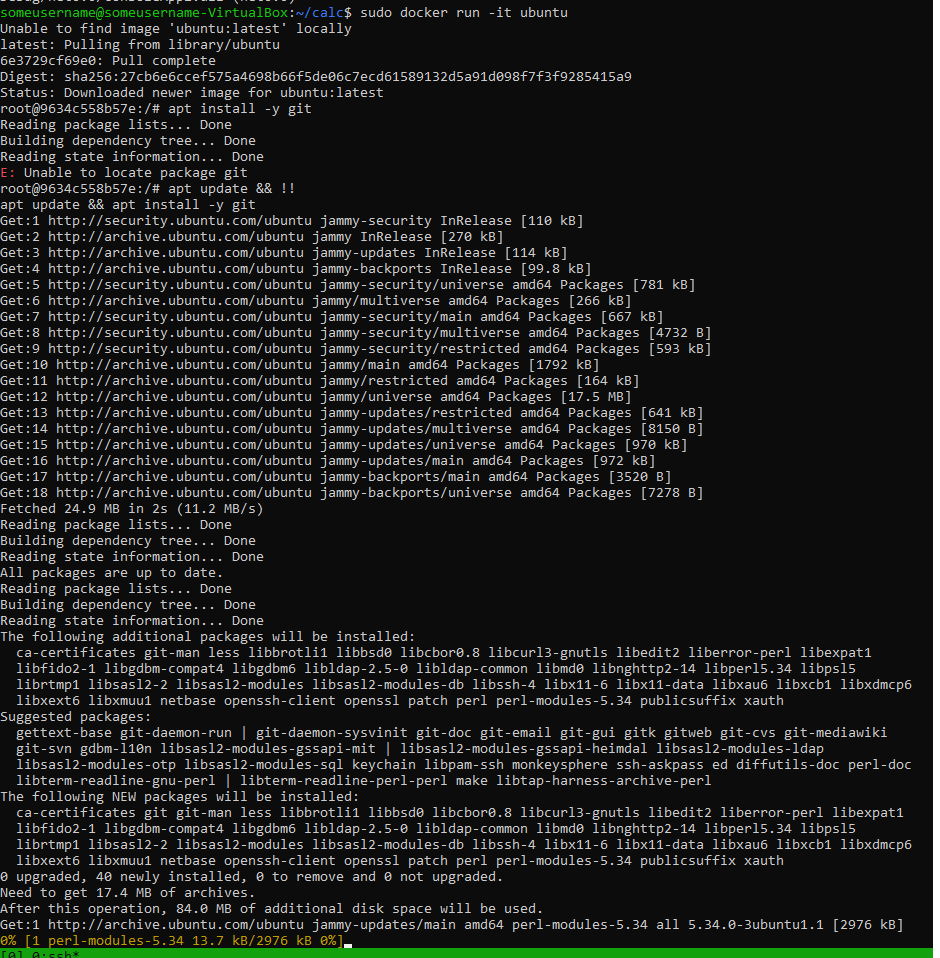 someusername@someusername-VirtualBox:~/calc$ sudo docker run -it ubuntu
Unable to find image 'ubuntu:latest' locally
latest: Pulling from library/ubuntu
6e3729cf69e0: Pull complete
Digest: sha256:27cb6e6ccef575a4698b66f5de06c7ecd61589132d5a91d098f7f3f9285415a9
Status: Downloaded newer image for ubuntu:latest
root@9634c558b57e:/# apt install -y git
Reading package lists... Done
Building dependency tree... Done
Reading state information... Done
E: Unable to locate package git
root@9634c558b57e:/# apt update && !!
apt update && apt install -y git
Get:1 http://security.ubuntu.com/ubuntu jammy-security InRelease [110 kB]
Get:2 http://archive.ubuntu.com/ubuntu jammy InRelease [270 kB]
Get:3 http://archive.ubuntu.com/ubuntu jammy-updates InRelease [114 kB]
Get:4 http://archive.ubuntu.com/ubuntu jammy-backports InRelease [99.8 kB]
Get:5 http://security.ubuntu.com/ubuntu jammy-security/universe amd64 Packages [781 kB]
Get:6 http://archive.ubuntu.com/ubuntu jammy/multiverse amd64 Packages [266 kB]
Get:7 http://security.ubuntu.com/ubuntu jammy-security/main amd64 Packages [667 kB]
Get:8 http://security.ubuntu.com/ubuntu jammy-security/multiverse amd64 Packages [4732 B]
Get:9 http://security.ubuntu.com/ubuntu jammy-security/restricted amd64 Packages [593 kB]
Get:10 http://archive.ubuntu.com/ubuntu jammy/main amd64 Packages [1792 kB]
Get:11 http://archive.ubuntu.com/ubuntu jammy/restricted amd64 Packages [164 kB]
Get:12 http://archive.ubuntu.com/ubuntu jammy/universe amd64 Packages [17.5 MB]
Get:13 http://archive.ubuntu.com/ubuntu jammy-updates/restricted amd64 Packages [641 kB]
Get:14 http://archive.ubuntu.com/ubuntu jammy-updates/multiverse amd64 Packages [8150 B]
Get:15 http://archive.ubuntu.com/ubuntu jammy-updates/universe amd64 Packages [970 kB]
Get:16 http://archive.ubuntu.com/ubuntu jammy-updates/main amd64 Packages [972 kB]
Get:17 http://archive.ubuntu.com/ubuntu jammy-backports/main amd64 Packages [3520 B]
Get:18 http://archive.ubuntu.com/ubuntu jammy-backports/universe amd64 Packages [7278 B]
Fetched 24.9 MB in 2s (11.2 MB/s)
Reading package lists... Done
Building dependency tree... Done
Reading state information... Done
All packages are up to date.
Reading package lists... Done
Building dependency tree... Done
Reading state information... Done
The following additional packages will be installed:
  ca-certificates git-man less libbrotli1 libbsd0 libcbor0.8 libcurl3-gnutls libedit2 liberror-perl libexpat1
  libfido2-1 libgdbm-compat4 libgdbm6 libldap-2.5-0 libldap-common libmd0 libnghttp2-14 libperl5.34 libpsl5
  librtmp1 libsasl2-2 libsasl2-modules libsasl2-modules-db libssh-4 libx11-6 libx11-data libxau6 libxcb1 libxdmcp6
  libxext6 libxmuu1 netbase openssh-client openssl patch perl perl-modules-5.34 publicsuffix xauth
Suggested packages:
  gettext-base git-daemon-run | git-daemon-sysvinit git-doc git-email git-gui gitk gitweb git-cvs git-mediawiki
  git-svn gdbm-l10n libsasl2-modules-gssapi-mit | libsasl2-modules-gssapi-heimdal libsasl2-modules-ldap
  libsasl2-modules-otp libsasl2-modules-sql keychain libpam-ssh monkeysphere ssh-askpass ed diffutils-doc perl-doc
  libterm-readline-gnu-perl | libterm-readline-perl-perl make libtap-harness-archive-perl
The following NEW packages will be installed:
  ca-certificates git git-man less libbrotli1 libbsd0 libcbor0.8 libcurl3-gnutls libedit2 liberror-perl libexpat1
  libfido2-1 libgdbm-compat4 libgdbm6 libldap-2.5-0 libldap-common libmd0 libnghttp2-14 libperl5.34 libpsl5
  librtmp1 libsasl2-2 libsasl2-modules libsasl2-modules-db libssh-4 libx11-6 libx11-data libxau6 libxcb1 libxdmcp6
  libxext6 libxmuu1 netbase openssh-client openssl patch perl perl-modules-5.34 publicsuffix xauth
0 upgraded, 40 newly installed, 0 to remove and 0 not upgraded.
Need to get 17.4 MB of archives.
After this operation, 84.0 MB of additional disk space will be used.
Get:1 http://archive.ubuntu.com/ubuntu jammy-updates/main amd64 perl-modules-5.34 all 5.34.0-3ubuntu1.1 [2976 kB]
0% [1 perl-modules-5.34 13.7 kB/2976 kB 0%]
[0] 0:ssh*